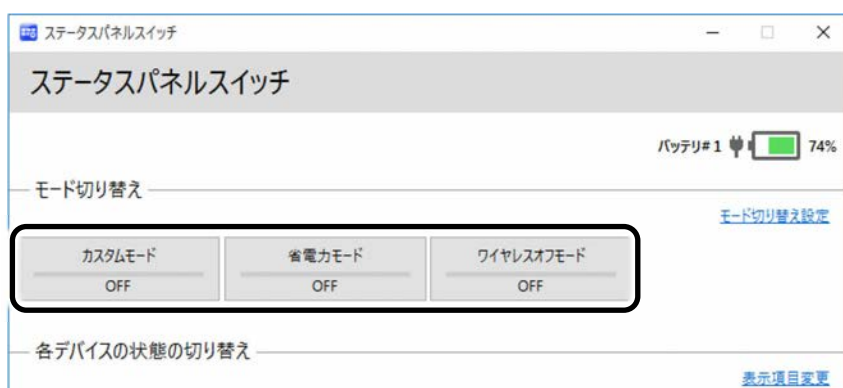 ステータスパネルスイッチ
ステータスパネルスイッチ
バッテリ#1 74%
モード切り替え
モード切り替え設定
カスタムモード 省電力モード ワイヤレスオフモード
OFF OFF OFF
各デバイスの状態の切り替え
表示項目変更